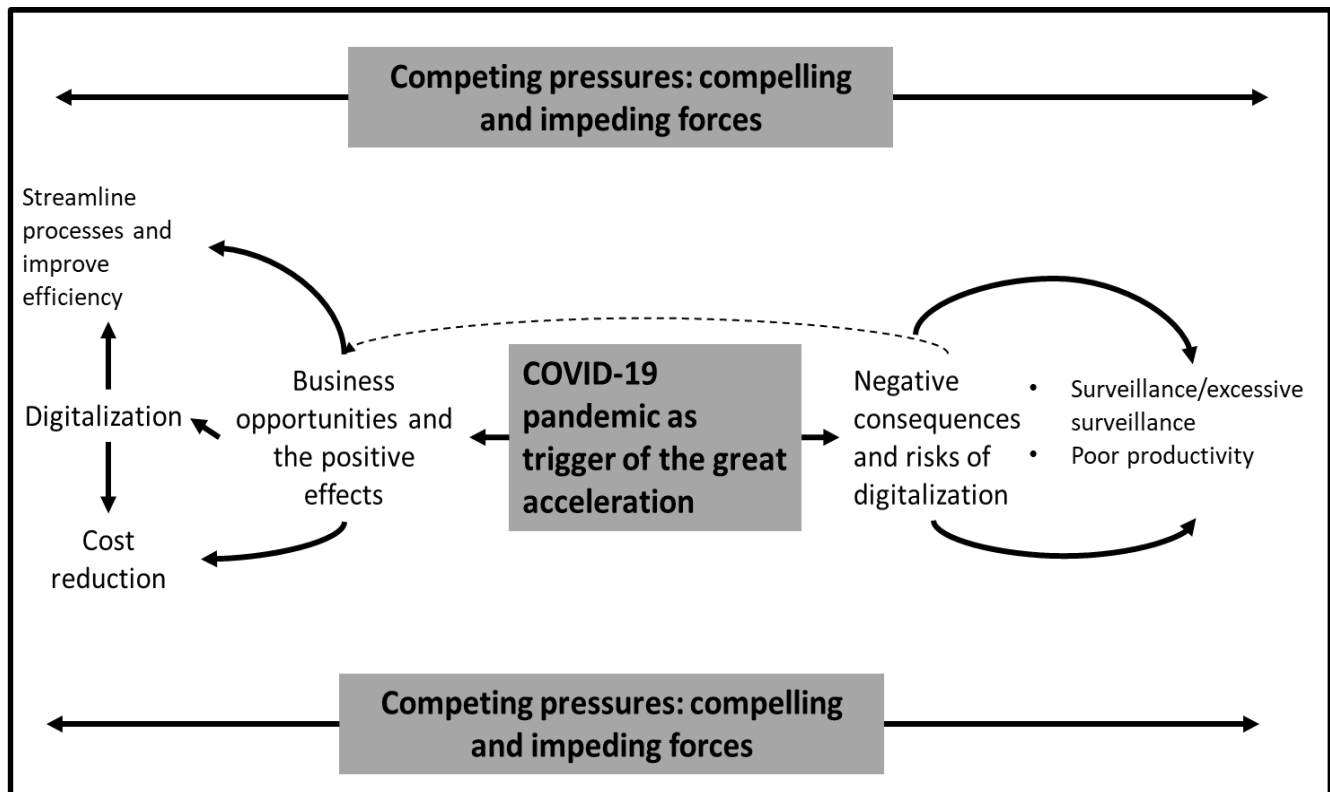 Competing pressures: compelling
and impeding forces
Streamline
processes and
improve
efficiency
Digitalization
Cost
reduction
Business
opportunities and
the positive
effects
COVID-19
pandemic as
trigger of the great
acceleration
Negative
consequences
and risks of
digitalization
• Surveillance/excessive
surveillance
• Poor productivity
Competing pressures: compelling
and impeding forces